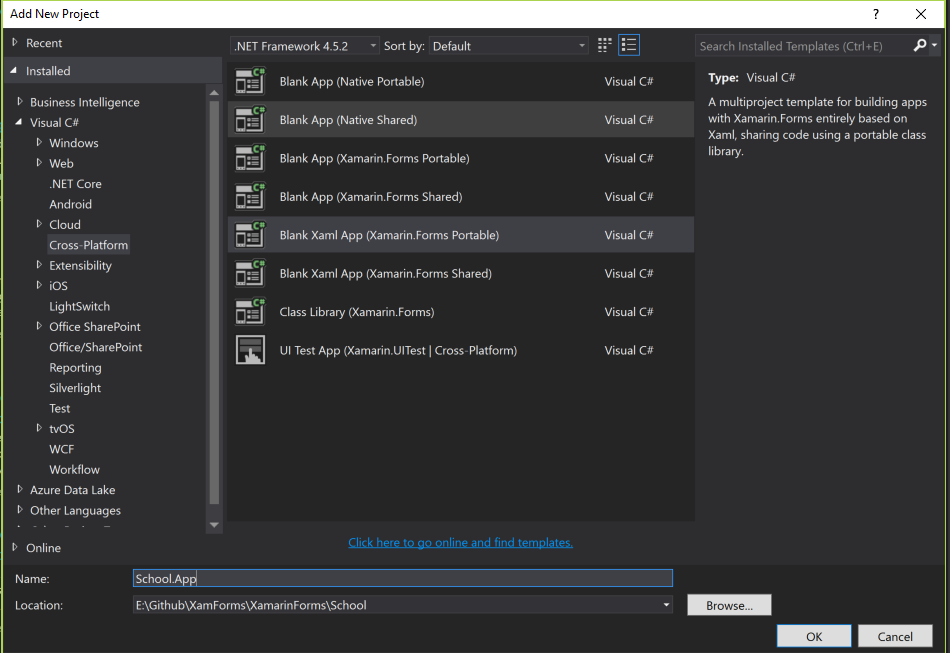 Add New Project
?
Recent
.NET Framework 4.5.2
Sort by:
Default
Search Installed Templates (Ctrl+E)
Installed
Business Intelligence
Visual C#
Windows
Web
.NET Core
Android
Cloud
Cross-Platform
Extensibility
iOS
LightSwitch
Office SharePoint
Office/SharePoint
Reporting
Silverlight
Test
tvOS
WCF
Workflow
Azure Data Lake
Other Languages
Online
Blank App (Native Portable) Visual C#
Blank App (Native Shared) Visual C#
Blank App (Xamarin.Forms Portable) Visual C#
Blank App (Xamarin.Forms Shared) Visual C#
Blank Xaml App (Xamarin.Forms Portable) Visual C#
Blank Xaml App (Xamarin.Forms Shared) Visual C#
Class Library (Xamarin.Forms) Visual C#
UI Test App (Xamarin.UITest | Cross-Platform) Visual C#
Type: Visual C#
A multiproject template for building apps
with Xamarin.Forms entirely based on
Xaml, sharing code using a portable class
library.
Click here to go online and find templates.
Name: School.App
Location: E:\Github\XamForms\XamarinForms\School
Browse...
OK
Cancel